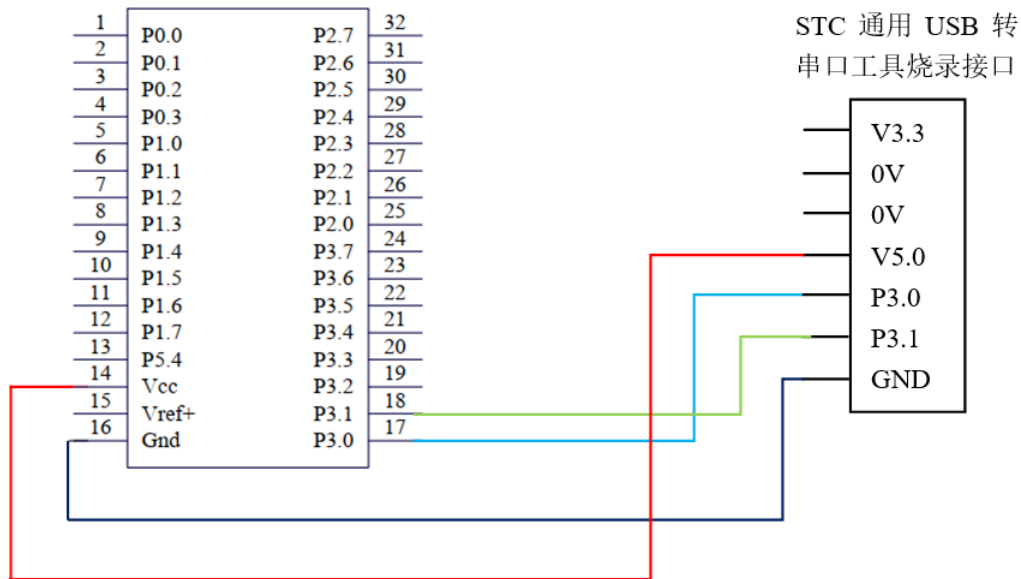 1 P0.0 P2.7 32
2 P0.1 P2.6 31
3 P0.2 P2.5 30
4 P0.3 P2.4 29
5 P1.0 P2.3 28
6 P1.1 P2.2 27
7 P1.2 P2.1 26
8 P1.3 P2.0 25
9 P1.4 P3.7 24
10 P1.5 P3.6 23
11 P1.6 P3.5 22
12 P1.7 P3.4 21
13 P5.4 P3.3 20
14 Vcc P3.2 19
15 Vref+ P3.1 18
16 Gnd P3.0 17
STC 通用 USB 转
串口工具烧录接口
V3.3
0V
0V
V5.0
P3.0
P3.1
GND